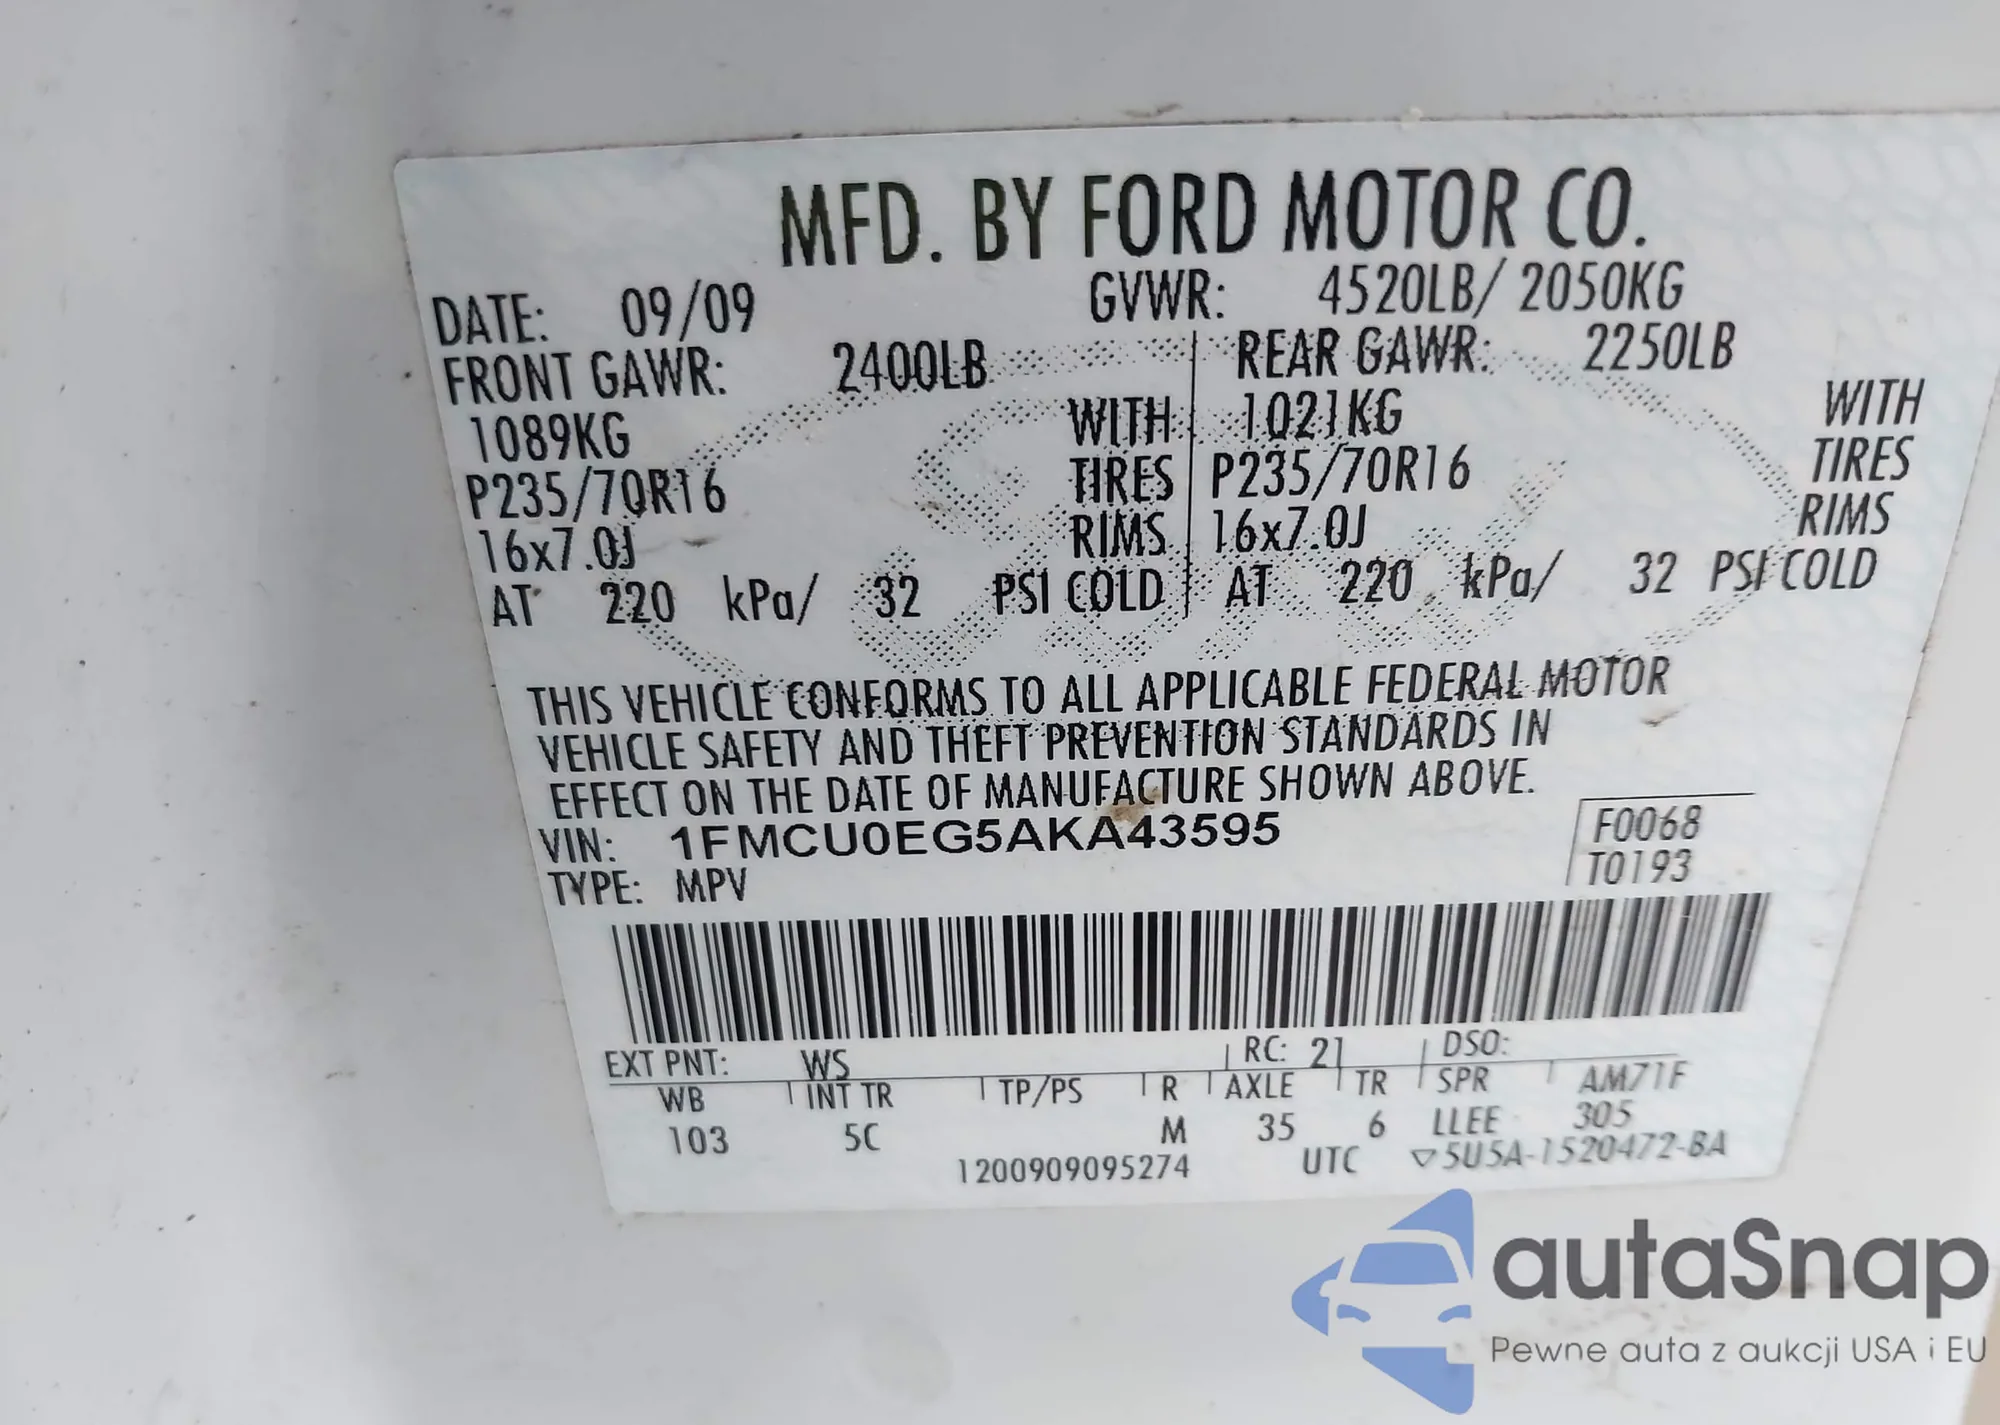 MFD. BY FORD MOTOR CO.
DATE: 09/09 GVWR: 4520LB/ 2050KG
FRONT GAWR: 2400LB REAR GAWR: 2250LB
1089KG WITH 1021KG WITH
P235/70R16 TIRES P235/70R16 TIRES
16x7.0J RIMS 16x7.0J RIMS
AT 220 kPa/ 32 PSI COLD AT 220 kPa/ 32 PSI COLD
THIS VEHICLE CONFORMS TO ALL APPLICABLE FEDERAL MOTOR
VEHICLE SAFETY AND THEFT PREVENTION STANDARDS IN
EFFECT ON THE DATE OF MANUFACTURE SHOWN ABOVE.
VIN: 1FMCU0EG5AKA43595 F0068
TYPE: MPV T0193
EXT PNT: WS RC: 21 DSO:
WB INT TR TP/PS R AXLE TR SPR AM71F
103 5C M 35 6 LLEE 305
1200909095274 UTC ▽5U5A-1520472-BA
autaSnap
Pewne auta z aukcji USA i EU